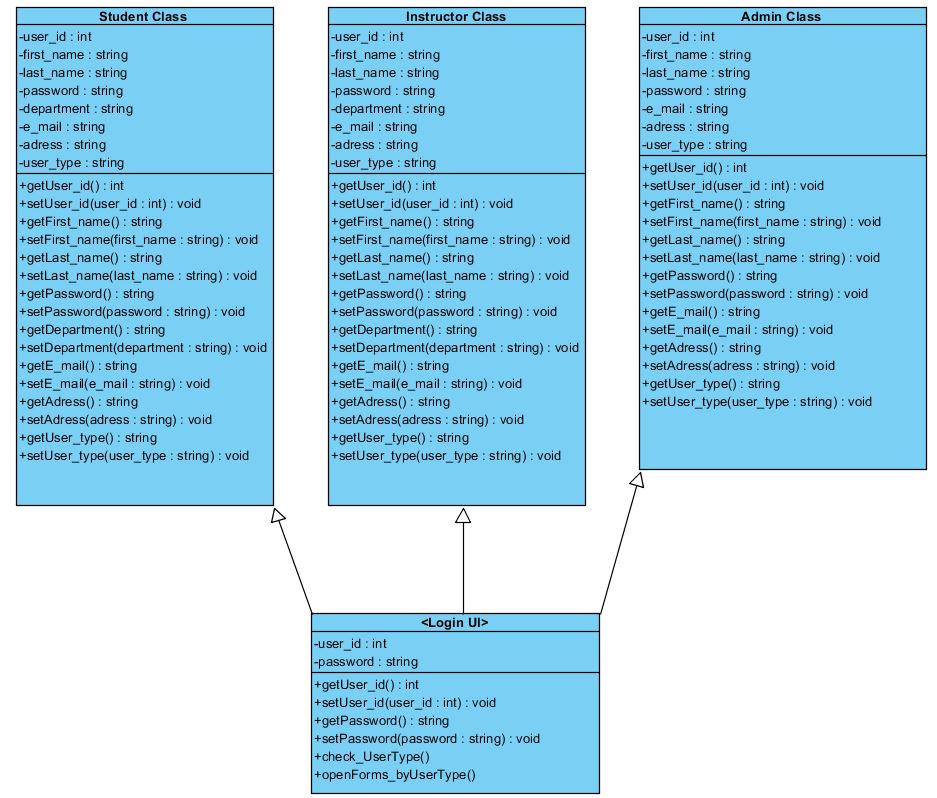 Student Class
-user_id : int
-first_name : string
-last_name : string
-password : string
-department : string
-e_mail : string
-adress : string
-user_type : string
+getUser_id() : int
+setUser_id(user_id : int) : void
+getFirst_name() : string
+setFirst_name(first_name : string) : void
+getLast_name() : string
+setLast_name(last_name : string) : void
+getPassword() : string
+setPassword(password : string) : void
+getDepartment() : string
+setDepartment(department : string) : void
+getE_mail() : string
+setE_mail(e_mail : string) : void
+getAdress() : string
+setAdress(adress : string) : void
+getUser_type() : string
+setUser_type(user_type : string) : void
Instructor Class
-user_id : int
-first_name : string
-last_name : string
-password : string
-department : string
-e_mail : string
-adress : string
-user_type : string
+getUser_id() : int
+setUser_id(user_id : int) : void
+getFirst_name() : string
+setFirst_name(first_name : string) : void
+getLast_name() : string
+setLast_name(last_name : string) : void
+getPassword() : string
+setPassword(password : string) : void
+getDepartment() : string
+setDepartment(department : string) : void
+getE_mail() : string
+setE_mail(e_mail : string) : void
+getAdress() : string
+setAdress(adress : string) : void
+getUser_type() : string
+setUser_type(user_type : string) : void
Admin Class
-user_id : int
-first_name : string
-last_name : string
-password : string
-e_mail : string
-adress : string
-user_type : string
+getUser_id() : int
+setUser_id(user_id : int) : void
+getFirst_name() : string
+setFirst_name(first_name : string) : void
+getLast_name() : string
+setLast_name(last_name : string) : void
+getPassword() : string
+setPassword(password : string) : void
+getE_mail() : string
+setE_mail(e_mail : string) : void
+getAdress() : string
+setAdress(adress : string) : void
+getUser_type() : string
+setUser_type(user_type : string) : void
<Login UI>
-user_id : int
-password : string
+getUser_id() : int
+setUser_id(user_id : int) : void
+getPassword() : string
+setPassword(password : string) : void
+check_UserType()
+openForms_byUserType()